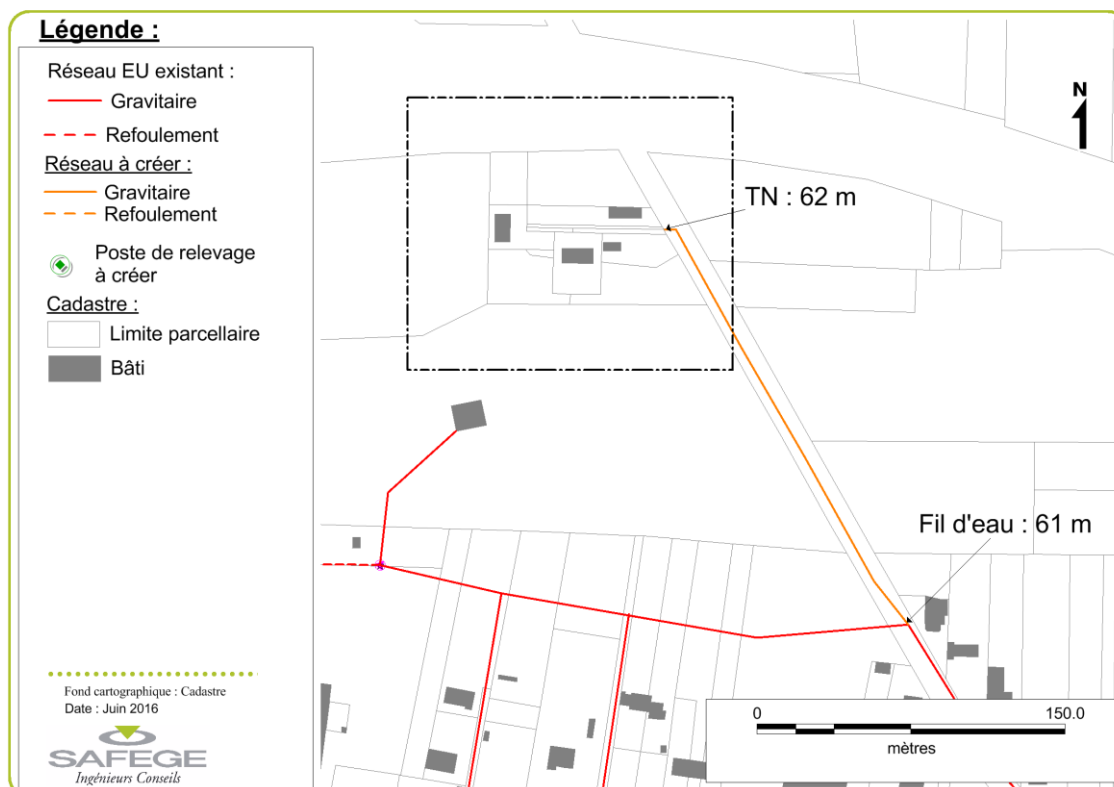 Légende :
Réseau EU existant :
Gravitaire
Refoulement
Réseau à créer :
Gravitaire
Refoulement
Poste de relevage
à créer
Cadastre :
Limite parcellaire
Bâti
Fond cartographique : Cadastre
Date : Juin 2016
SAFEGE
Ingénieurs Conseils
N
TN : 62 m
Fil d'eau : 61 m
0 150.0
mètres